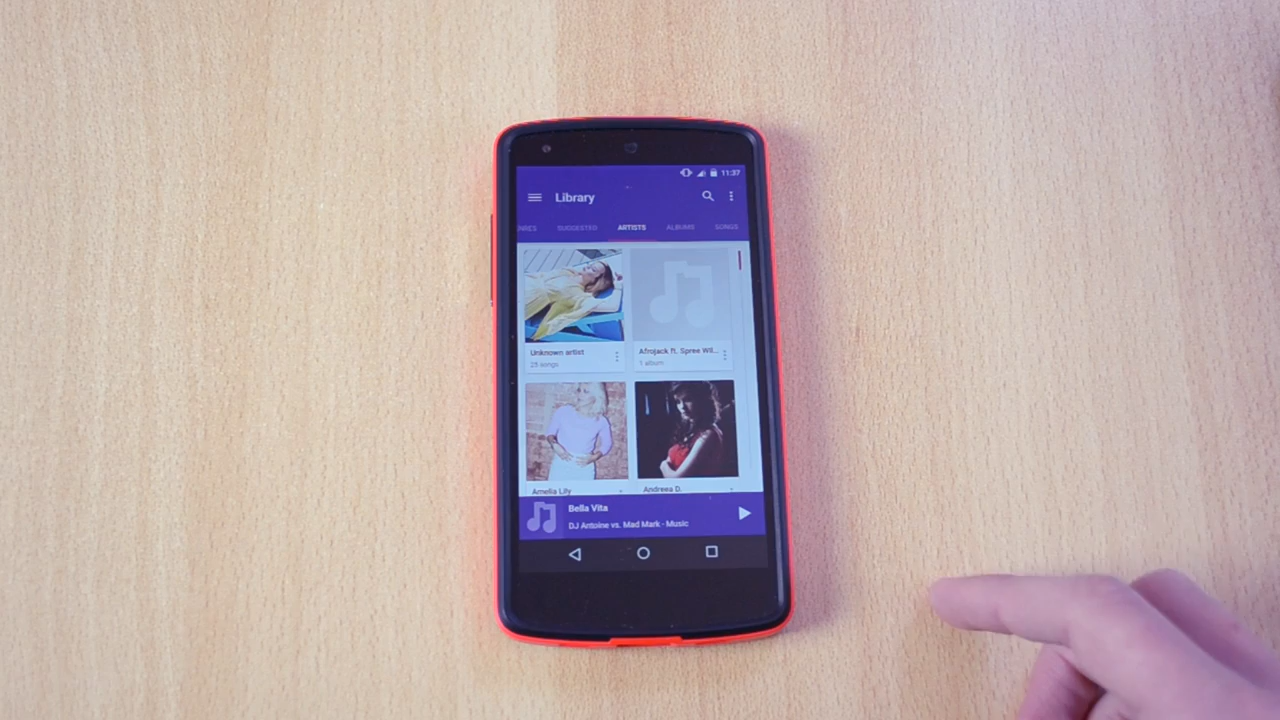 11:37
Library
NRES SUGGESTED ARTISTS ALBUMS SONGS
Unknown artist
25 songs
Afrojack ft. Spree Wil...
1 album
Amelia Lily
Andreea D.
Bella Vita
DJ Antoine vs. Mad Mark - Music